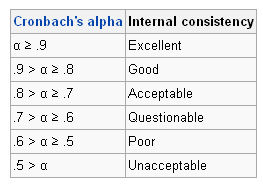 Cronbach's alpha Internal consistency
α ≥ .9 Excellent
.9 > α ≥ .8 Good
.8 > α ≥ .7 Acceptable
.7 > α ≥ .6 Questionable
.6 > α ≥ .5 Poor
.5 > α Unacceptable